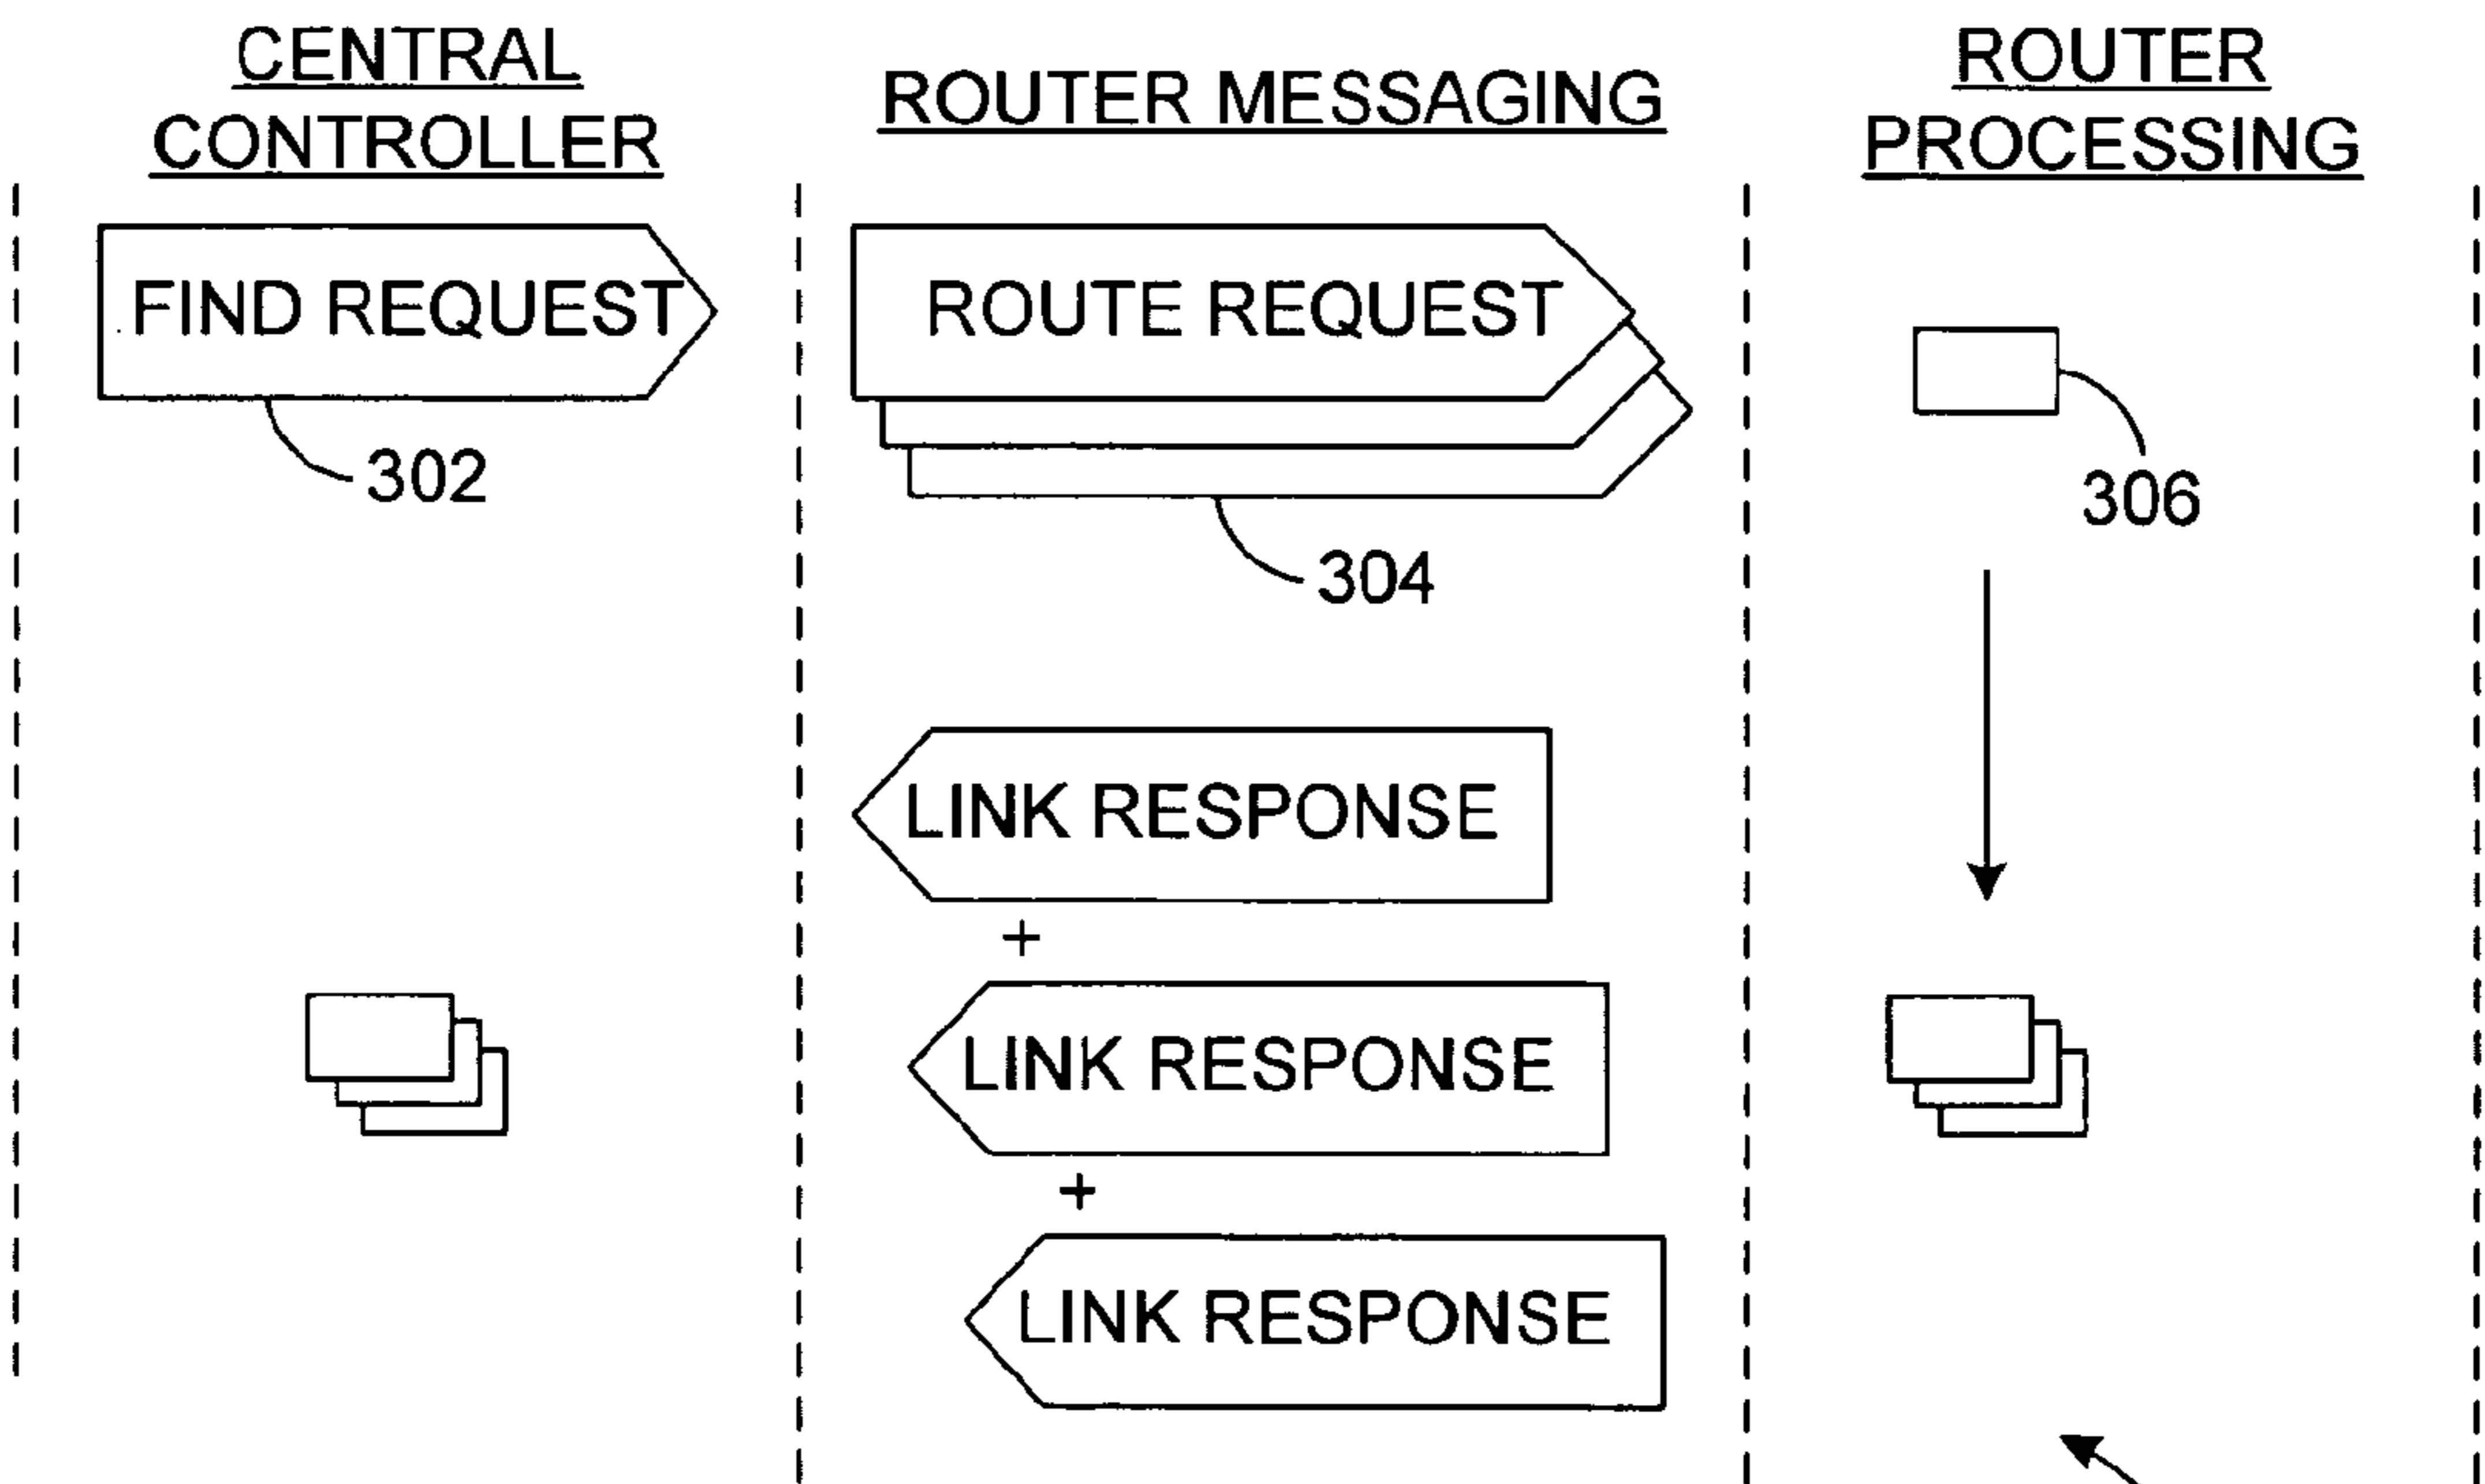 CENTRAL
CONTROLLER
ROUTER MESSAGING
ROUTER
PROCESSING
FIND REQUEST
ROUTE REQUEST
302
304
306
LINK RESPONSE
+
LINK RESPONSE
+
LINK RESPONSE